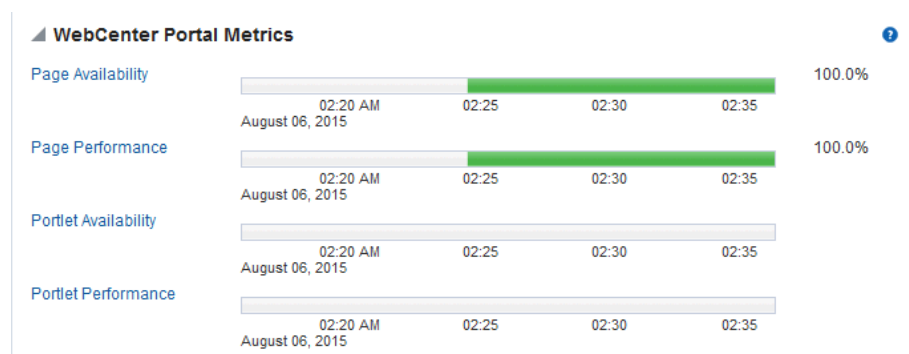 WebCenter Portal Metrics
Page Availability
100.0%
02:20 AM 02:25 02:30 02:35
August 06, 2015
Page Performance
100.0%
02:20 AM 02:25 02:30 02:35
August 06, 2015
Portlet Availability
02:20 AM 02:25 02:30 02:35
August 06, 2015
Portlet Performance
02:20 AM 02:25 02:30 02:35
August 06, 2015